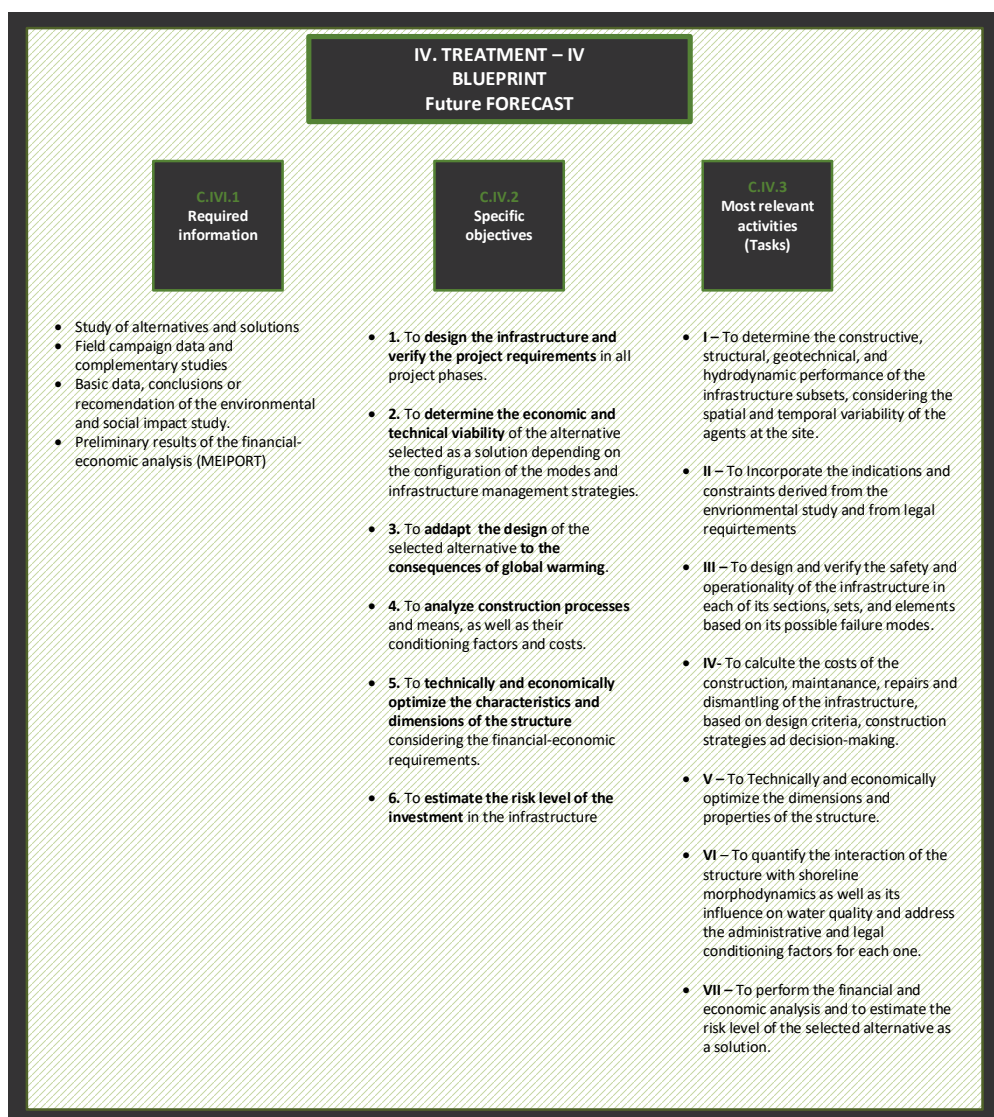 IV. TREATMENT – IV
BLUEPRINT
Future FORECAST
C.IVI.1
Required
information
• Study of alternatives and solutions
• Field campaign data and
complementary studies
• Basic data, conclusions or
recomendation of the environmental
and social impact study.
• Preliminary results of the financial-
economic analysis (MEIPORT)
C.IV.2
Specific
objectives
• 1. To design the infrastructure and
verify the project requirements in all
project phases.
• 2. To determine the economic and
technical viability of the alternative
selected as a solution depending on
the configuration of the modes and
infrastructure management strategies.
• 3. To addapt the design of the
selected alternative to the
consequences of global warming.
• 4. To analyze construction processes
and means, as well as their
conditioning factors and costs.
• 5. To technically and economically
optimize the characteristics and
dimensions of the structure
considering the financial-economic
requirements.
• 6. To estimate the risk level of the
investment in the infrastructure
C.IV.3
Most relevant
activities
(Tasks)
• I – To determine the constructive,
structural, geotechnical, and
hydrodynamic performance of the
infrastructure subsets, considering the
spatial and temporal variability of the
agents at the site.
• II – To Incorporate the indications and
constraints derived from the
envrionmental study and from legal
requirtements
• III – To design and verify the safety and
operationality of the infrastructure in
each of its sections, sets, and elements
based on its possible failure modes.
• IV- To calculte the costs of the
construction, maintanance, repairs and
dismantling of the infrastructure,
based on design criteria, construction
strategies ad decision-making.
• V – To Technically and economically
optimize the dimensions and
properties of the structure.
• VI – To quantify the interaction of the
structure with shoreline
morphodynamics as well as its
influence on water quality and address
the administrative and legal
conditioning factors for each one.
• VII – To perform the financial and
economic analysis and to estimate the
risk level of the selected alternative as
a solution.